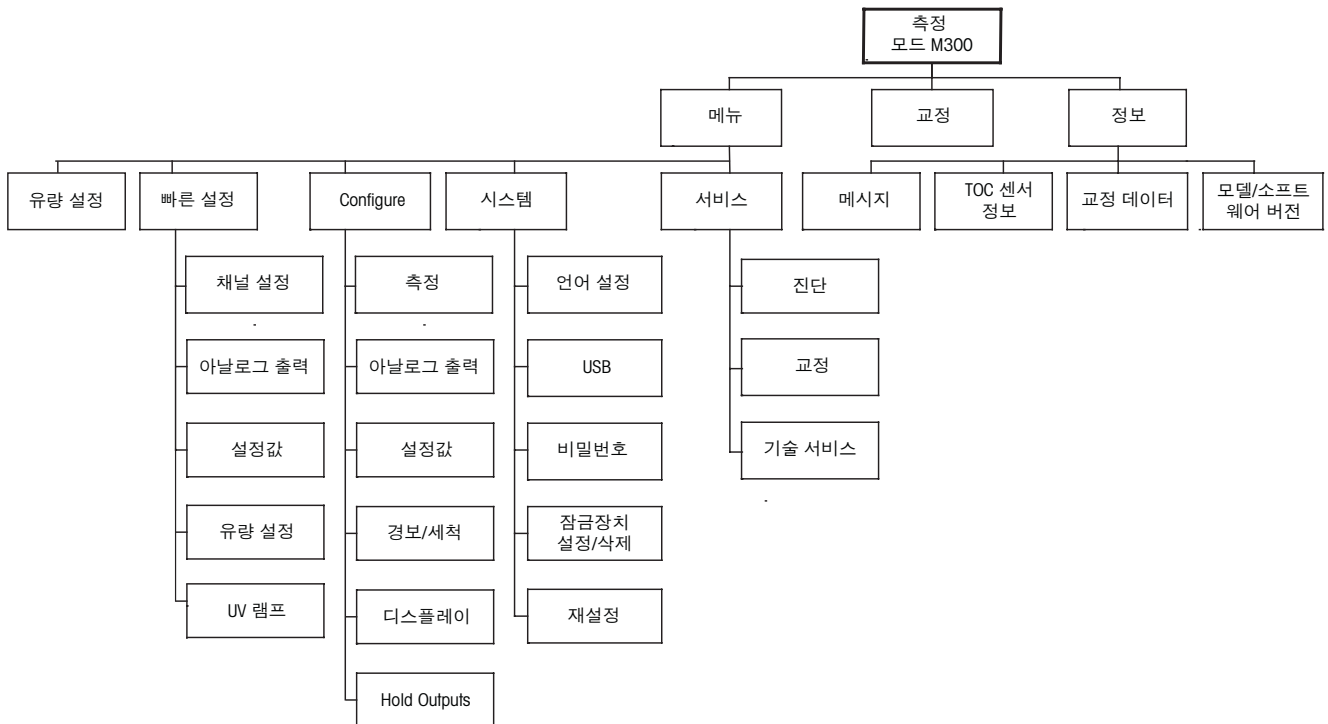 측정
모드 M300
메뉴
교정
정보
유량 설정
빠른 설정
Configure
시스템
서비스
메시지
TOC 센서
정보
교정 데이터
모델/소프트
웨어 버전
채널 설정
측정
언어 설정
진단
아날로그 출력
아날로그 출력
USB
교정
설정값
설정값
비밀번호
기술 서비스
유량 설정
경보/세척
잠금장치
설정/삭제
UV 램프
디스플레이
재설정
Hold Outputs